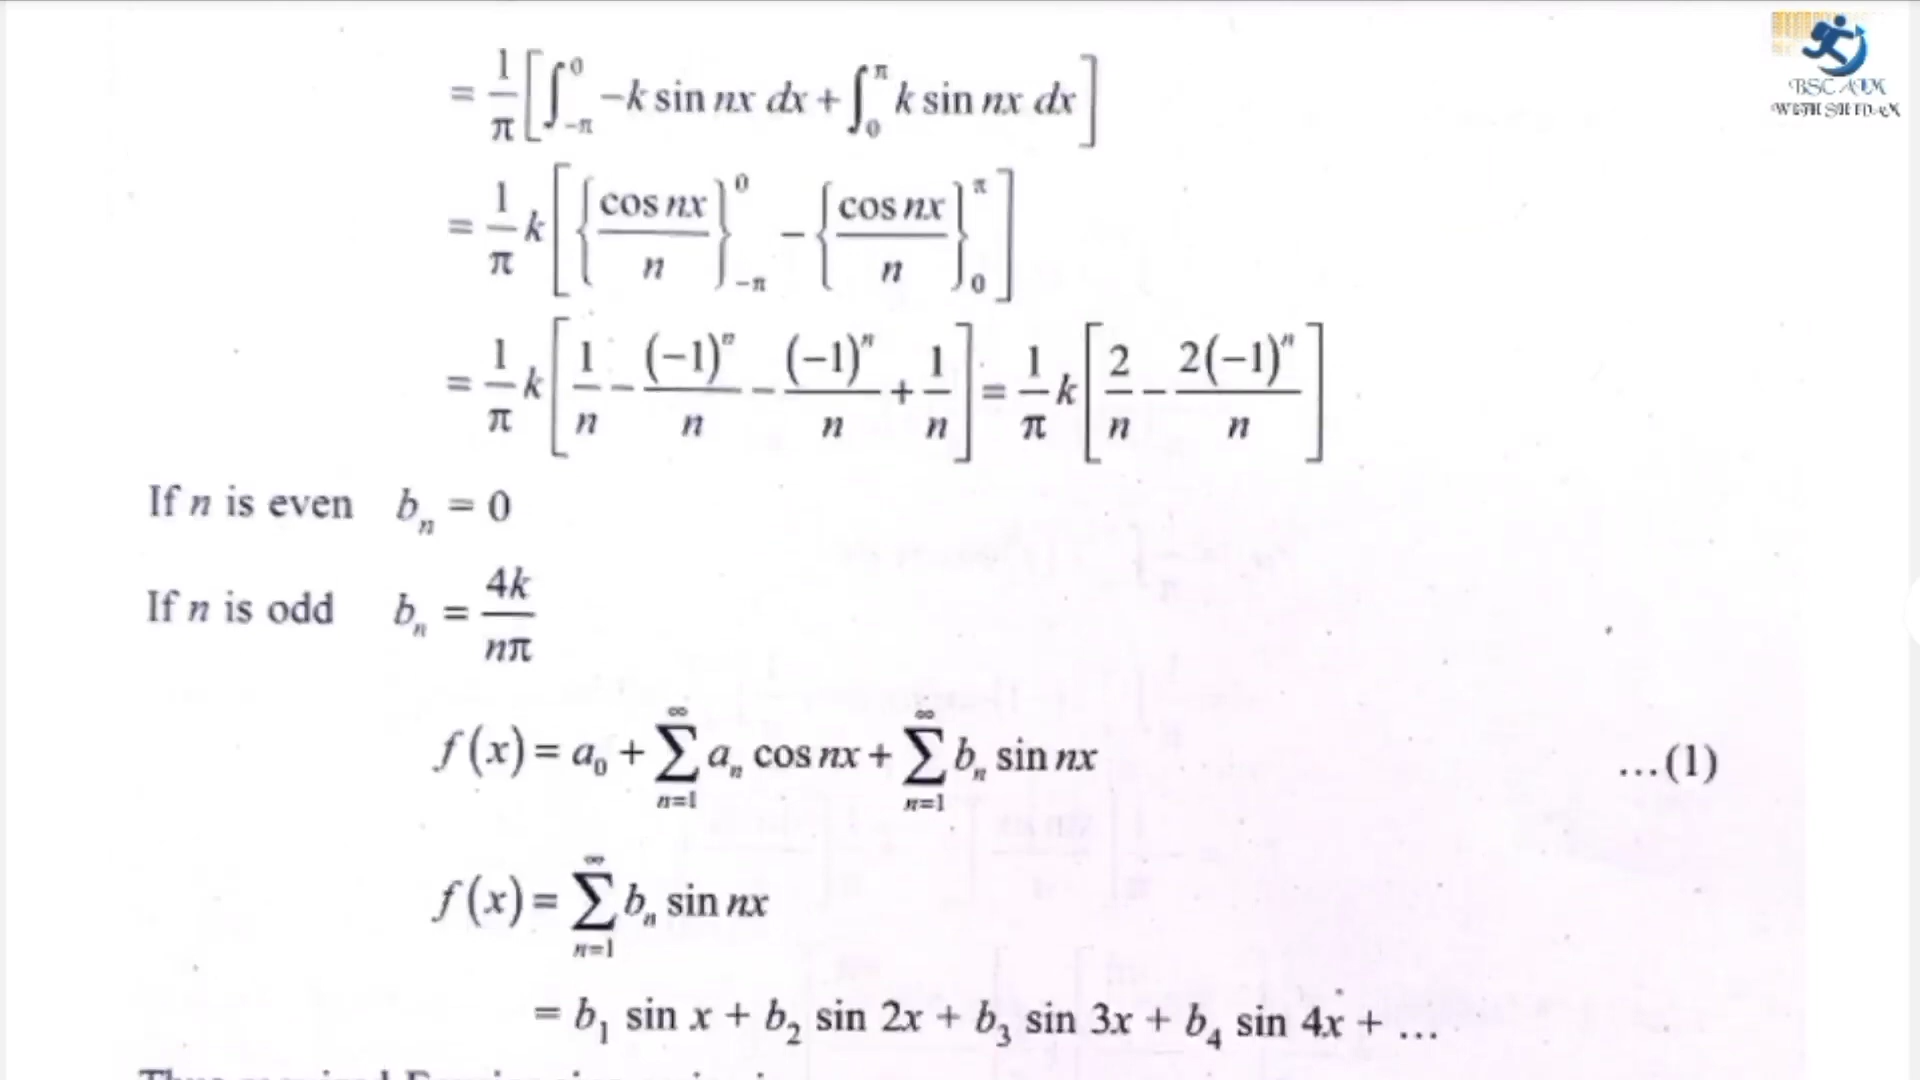 BSC AIM
WITH SHIDAN
= 1/π [ ∫_{-π}^{0} -k sin nx dx + ∫_{0}^{π} k sin nx dx ]
= 1/π k [ { cos nx / n }_{-π}^{0} - { cos nx / n }_{0}^{π} ]
= 1/π k [ 1/n - (-1)^n/n - (-1)^n/n + 1/n ] = 1/π k [ 2/n - 2(-1)^n/n ]
If n is even b_n = 0
If n is odd b_n = 4k/nπ
f(x) = a_0 + ∑_{n=1}^{∞} a_n cos nx + ∑_{n=1}^{∞} b_n sin nx ...(1)
f(x) = ∑_{n=1}^{∞} b_n sin nx
= b_1 sin x + b_2 sin 2x + b_3 sin 3x + b_4 sin 4x + ...